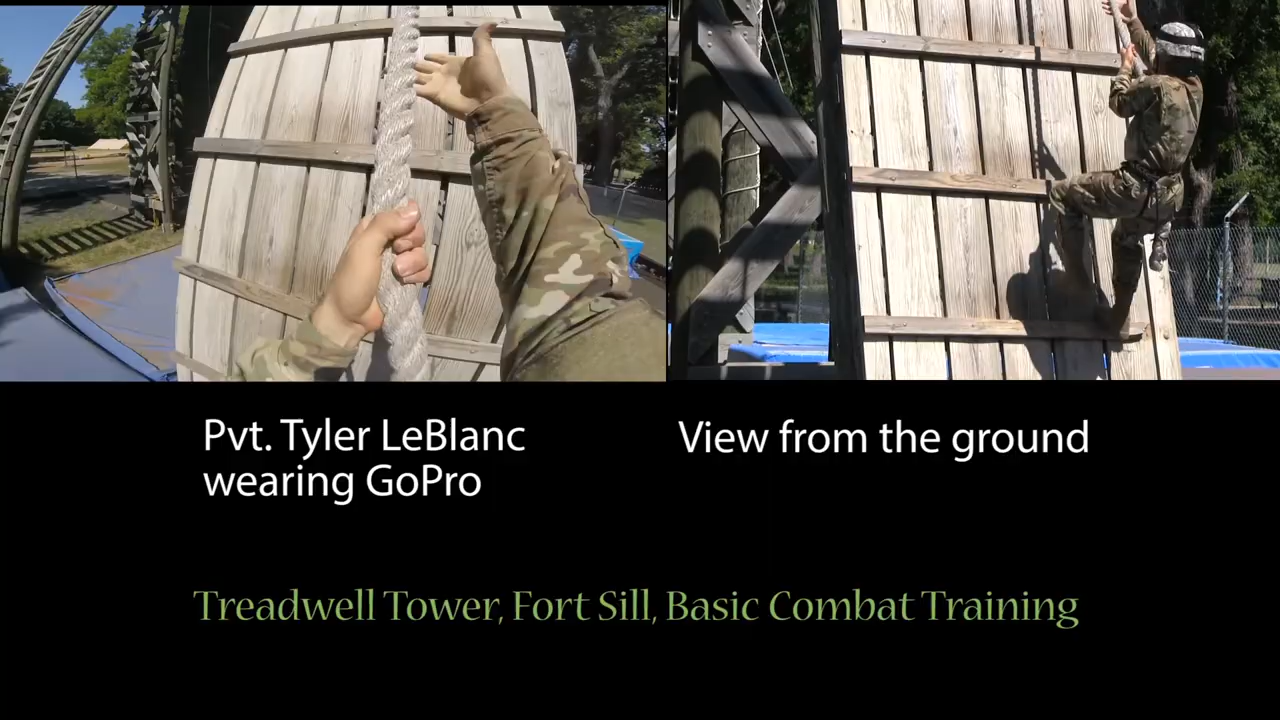 Pvt. Tyler LeBlanc
wearing GoPro
View from the ground
Treadwell Tower, Fort Sill, Basic Combat Training